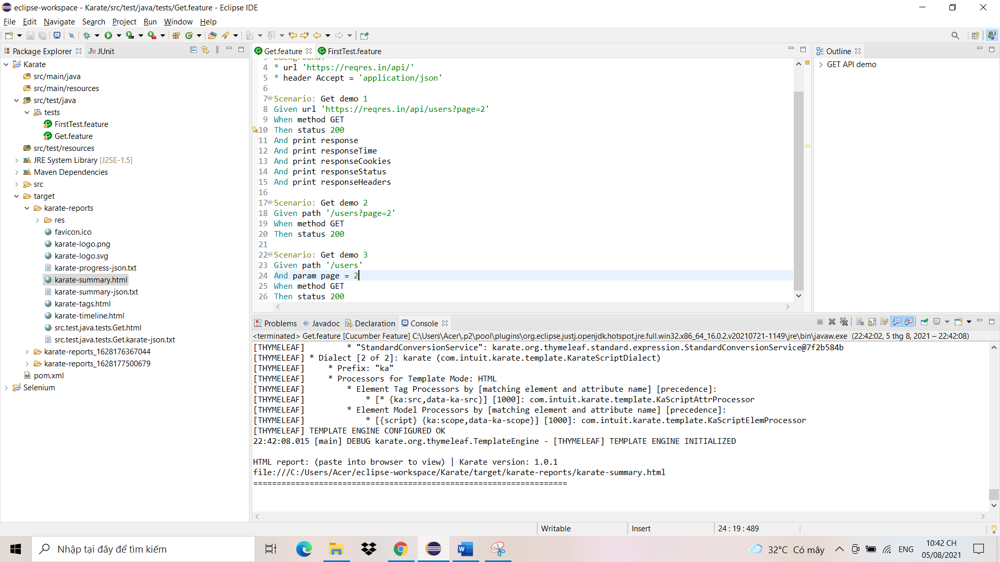 eclipse-workspace - Karate/src/test/java/tests/Get.feature - Eclipse IDE
File Edit Navigate Search Project Run Window Help
Package Explorer
JUnit
Karate
src/main/java
src/main/resources
src/test/java
tests
FirstTest.feature
Get.feature
src/test/resources
JRE System Library [J2SE-1.5]
Maven Dependencies
src
target
karate-reports
res
favicon.ico
karate-logo.png
karate-logo.svg
karate-progress-json.txt
karate-summary.html
karate-summary-json.txt
karate-tags.html
karate-timeline.html
src.test.java.tests.Get.html
src.test.java.tests.Get.karate-json.txt
karate-reports_1628176367044
karate-reports_1628177500679
pom.xml
Selenium
Get.feature
FirstTest.feature
3 Background:
4 * url 'https://reqres.in/api/'
5 * header Accept = 'application/json'
6
7 Scenario: Get demo 1
8 Given url 'https://reqres.in/api/users?page=2'
9 When method GET
10 Then status 200
11 And print response
12 And print responseTime
13 And print responseCookies
14 And print responseStatus
15 And print responseHeaders
16
17 Scenario: Get demo 2
18 Given path '/users?page=2'
19 When method GET
20 Then status 200
21
22 Scenario: Get demo 3
23 Given path '/users'
24 And param page = 2
25 When method GET
26 Then status 200
Outline
GET API demo
Problems @ Javadoc Declaration Console
<terminated> Get.feature [Cucumber Feature] C:\Users\Acer\.p2\pool\plugins\org.eclipse.justj.openjdk.hotspot.jre.full.win32.x86_64_16.0.2.v20210721-1149\jre\bin\javaw.exe (22:42:02, 5 thg 8, 2021 – 22:42:08)
[THYMELEAF] * "StandardConversionService": karate.org.thymeleaf.standard.expression.StandardConversionService@7f2b584b
[THYMELEAF] * Dialect [2 of 2]: karate (com.intuit.karate.template.KarateScriptDialect)
[THYMELEAF] * Prefix: "ka"
[THYMELEAF] * Processors for Template Mode: HTML
[THYMELEAF] * Element Tag Processors by [matching element and attribute name] [precedence]:
[THYMELEAF] * [* {ka:src,data-ka-src}] [1000]: com.intuit.karate.template.KaScriptAttrProcessor
[THYMELEAF] * Element Model Processors by [matching element and attribute name] [precedence]:
[THYMELEAF] * [{script} {ka:scope,data-ka-scope}] [1000]: com.intuit.karate.template.KaScriptElemProcessor
[THYMELEAF] TEMPLATE ENGINE CONFIGURED OK
22:42:08.015 [main] DEBUG karate.org.thymeleaf.TemplateEngine - [THYMELEAF] TEMPLATE ENGINE INITIALIZED
HTML report: (paste into browser to view) | Karate version: 1.0.1
file:///C:/Users/Acer/eclipse-workspace/Karate/target/karate-reports/karate-summary.html
===================================================================
Writable
Insert
24 : 19 : 489
Nhập tại đây để tìm kiếm
32°C Có mây
ENG
10:42 CH
05/08/2021